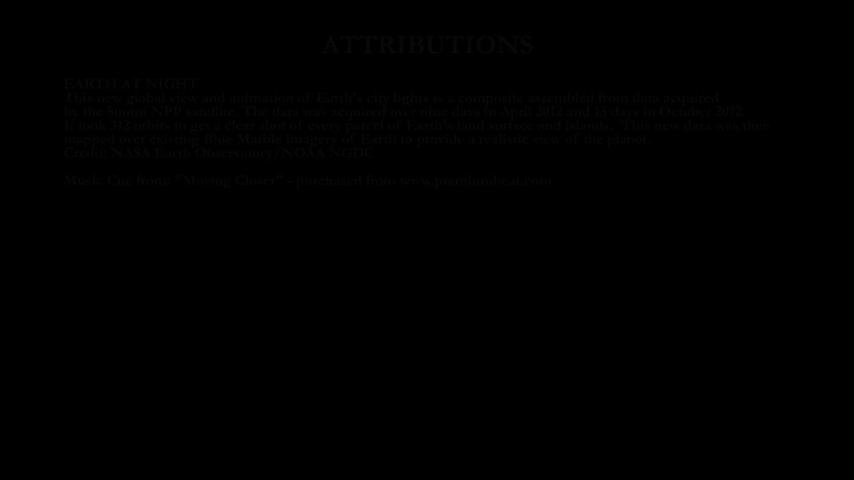 ATTRIBUTIONS
EARTH AT NIGHT
This new global view and animation of Earth's city lights is a composite assembled from data acquired
by the Suomi NPP satellite. The data was acquired over nine days in April 2012 and 13 days in October 2012
It took 312 orbits to get a clear shot of every parcel of Earth's land surface and islands. This new data was then
mapped over existing Blue Marble imagery of Earth to provide a realistic view of the planet.
Credit: NASA Earth Observatory/NOAA NGDC
Music Cue from: "Moving Closer" - purchased from www.premiumbeat.com